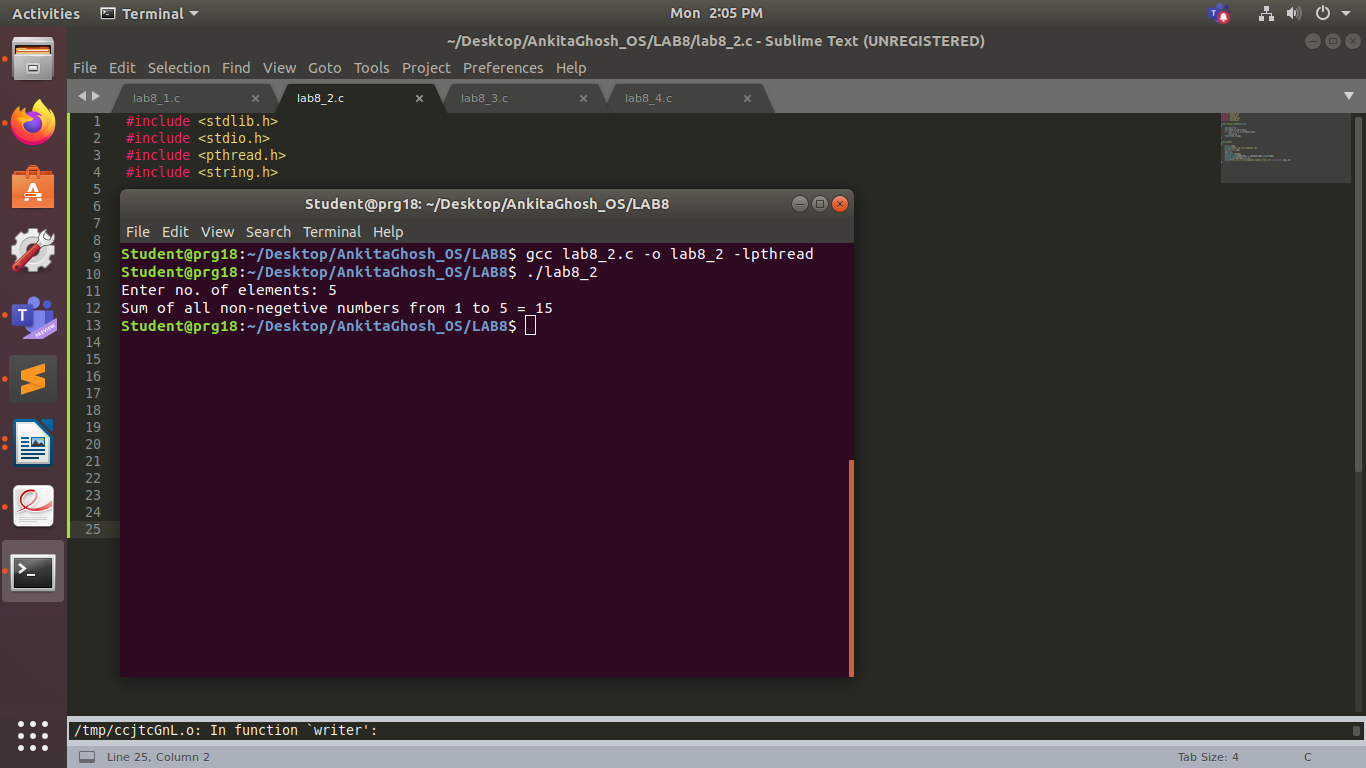 Activities Terminal Mon 2:05 PM
~/Desktop/AnkitaGhosh_OS/LAB8/lab8_2.c - Sublime Text (UNREGISTERED)
File Edit Selection Find View Goto Tools Project Preferences Help
lab8_1.c lab8_2.c lab8_3.c lab8_4.c
1 #include <stdlib.h>
2 #include <stdio.h>
3 #include <pthread.h>
4 #include <string.h>
5
6
7
8
9
10
11
12
13
14
15
16
17
18
19
20
21
22
23
24
25
Student@prg18: ~/Desktop/AnkitaGhosh_OS/LAB8
File Edit View Search Terminal Help
Student@prg18:~/Desktop/AnkitaGhosh_OS/LAB8$ gcc lab8_2.c -o lab8_2 -lpthread
Student@prg18:~/Desktop/AnkitaGhosh_OS/LAB8$ ./lab8_2
Enter no. of elements: 5
Sum of all non-negetive numbers from 1 to 5 = 15
Student@prg18:~/Desktop/AnkitaGhosh_OS/LAB8$
/tmp/ccjtcGnL.o: In function `writer':
Line 25, Column 2 Tab Size: 4 C